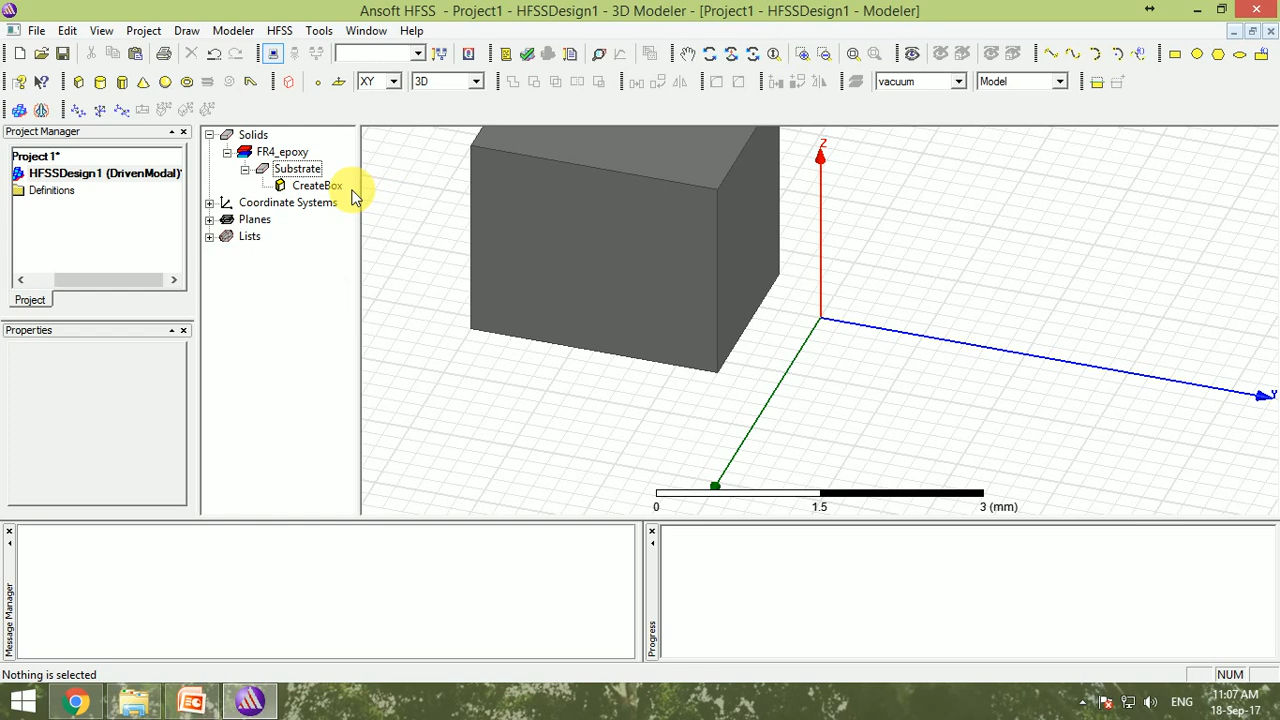 Ansoft HFSS - Project1 - HFSSDesign1 - 3D Modeler - [Project1 - HFSSDesign1 - Modeler]
File Edit View Project Draw Modeler HFSS Tools Window Help
XY 3D vacuum Model
Project Manager
Project1*
HFSSDesign1 (DrivenModal)*
Definitions
Project
Properties
Solids
FR4_epoxy
Substrate
CreateBox
Coordinate Systems
Planes
Lists
Z
Y
0 1.5 3 (mm)
Message Manager
Progress
Nothing is selected
NUM
ENG
11:07 AM
18-Sep-17